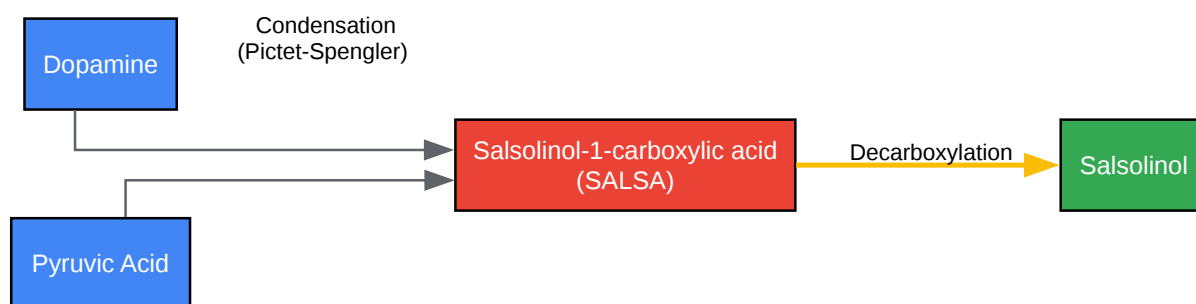 Condensation
(Pictet-Spengler)
Dopamine
Salsolinol-1-carboxylic acid
(SALSA)
Decarboxylation
Salsolinol
Pyruvic Acid